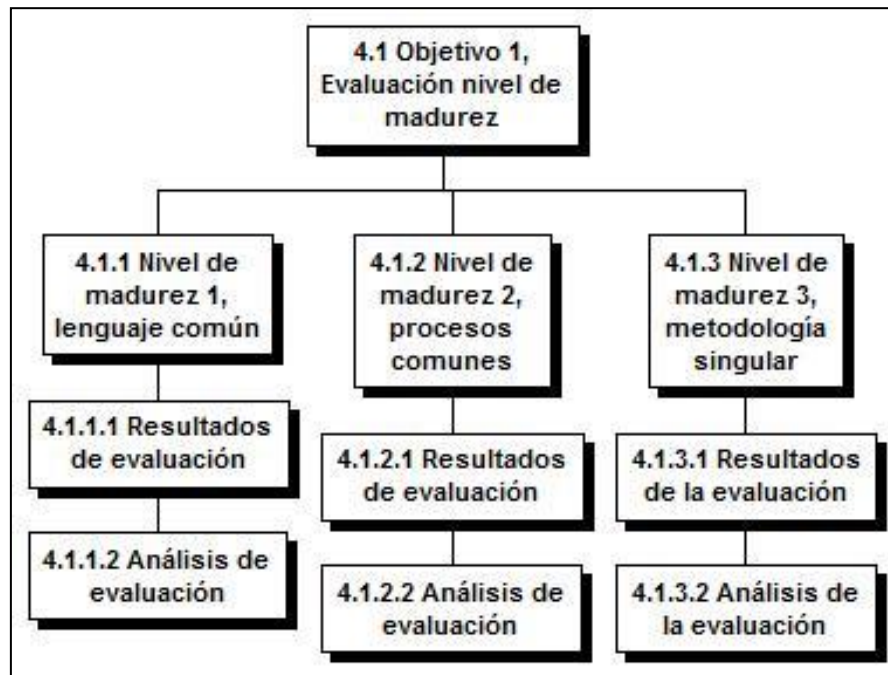 4.1 Objetivo 1,
Evaluación nivel de
madurez
4.1.1 Nivel de
madurez 1,
lenguaje común
4.1.1.1 Resultados
de evaluación
4.1.1.2 Análisis de
evaluación
4.1.2 Nivel de
madurez 2,
procesos
comunes
4.1.2.1 Resultados
de evaluación
4.1.2.2 Análisis de
evaluación
4.1.3 Nivel de
madurez 3,
metodología
singular
4.1.3.1 Resultados
de la evaluación
4.1.3.2 Análisis de
la evaluación